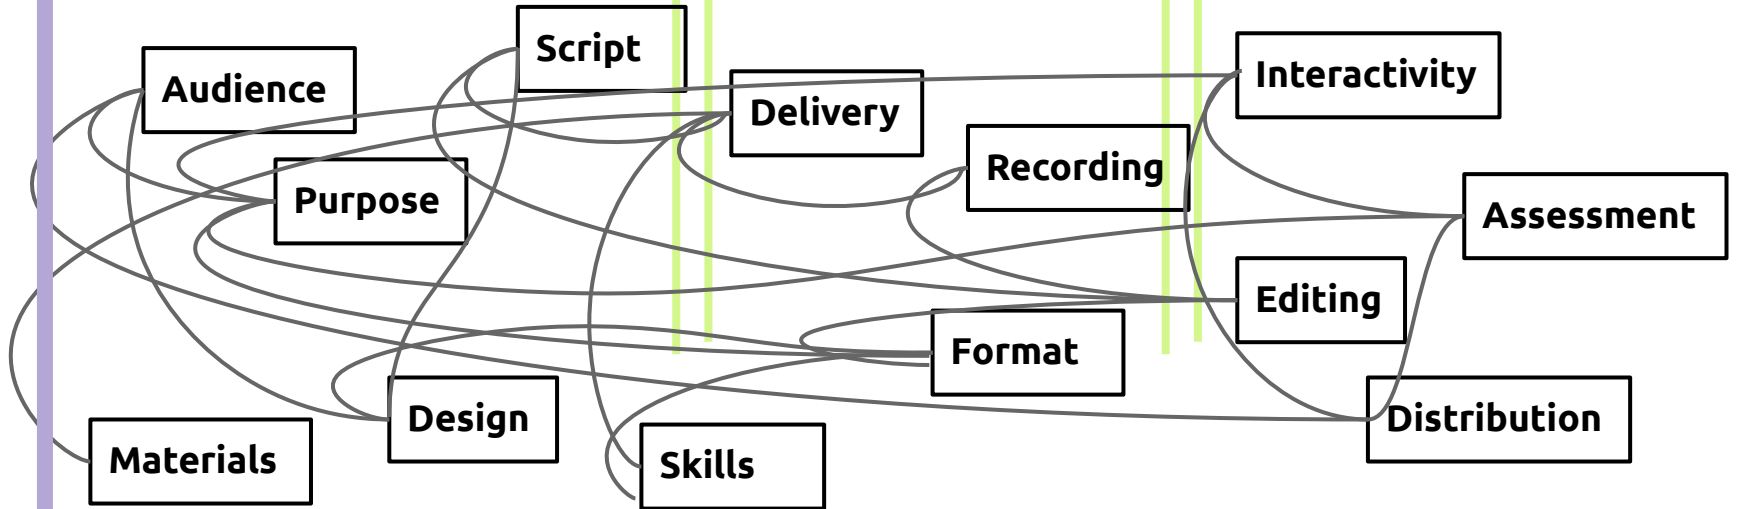 Script
Audience
Interactivity
Delivery
Recording
Purpose
Assessment
Editing
Format
Design
Distribution
Materials
Skills